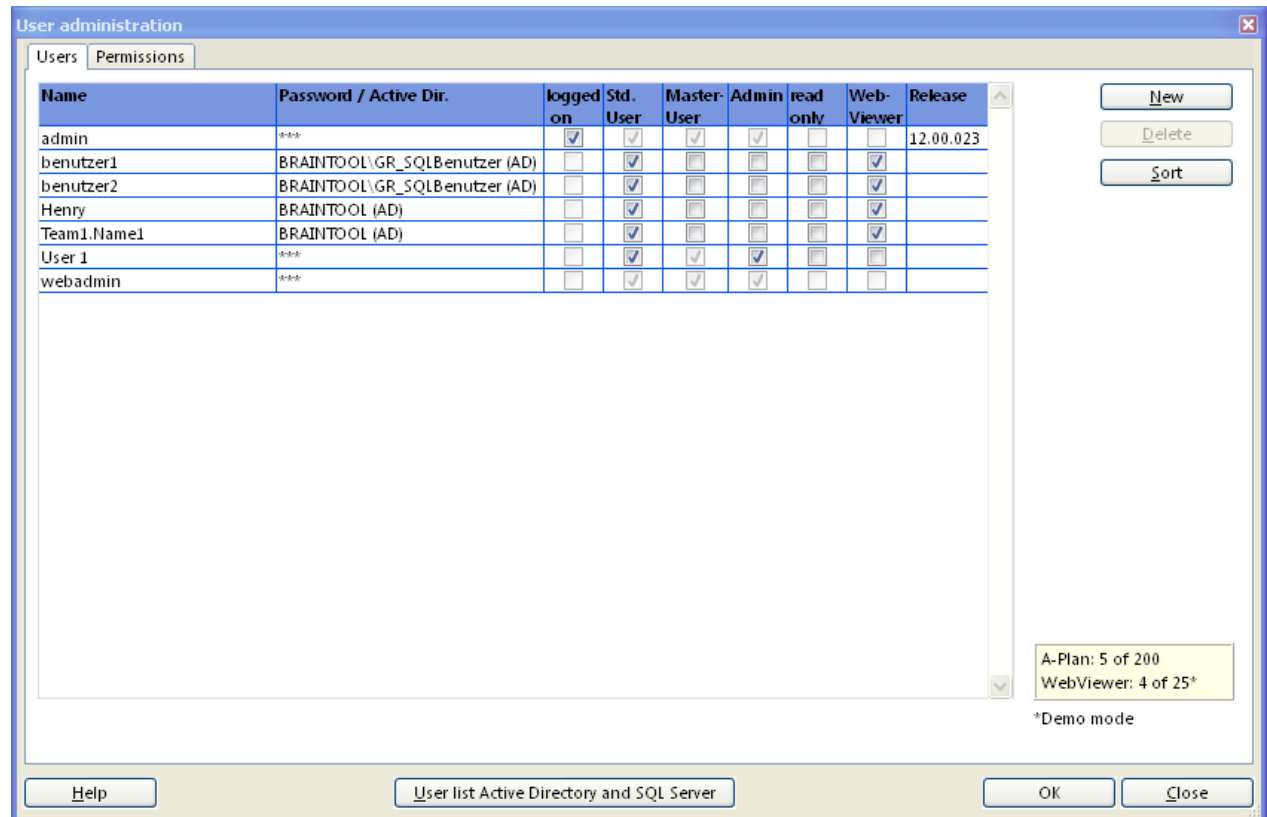 User administration
Users Permissions
Name Password / Active Dir. logged on Std. User Master-User Admin read only Web-Viewer Release
admin *** 12.00.023
benutzer1 BRAINTOOL\GR_SQLBenutzer (AD)
benutzer2 BRAINTOOL\GR_SQLBenutzer (AD)
Henry BRAINTOOL (AD)
Team1.Name1 BRAINTOOL (AD)
User 1 ***
webadmin ***
New
Delete
Sort
A-Plan: 5 of 200
WebViewer: 4 of 25*
*Demo mode
Help User list Active Directory and SQL Server OK Close